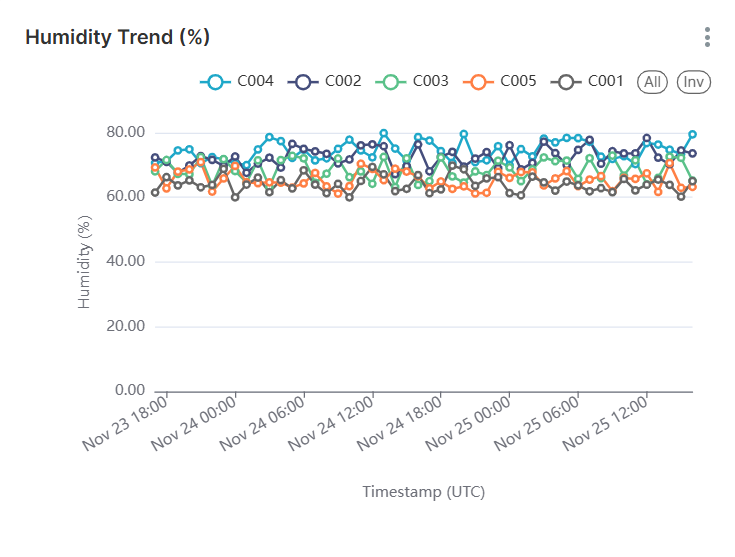 Humidity Trend (%)
C004 C002 C003 C005 C001 All Inv
80.00
60.00
40.00
20.00
0.00
Humidity (%)
Nov 23 18:00 Nov 24 00:00 Nov 24 06:00 Nov 24 12:00 Nov 24 18:00 Nov 25 00:00 Nov 25 06:00 Nov 25 12:00
Timestamp (UTC)